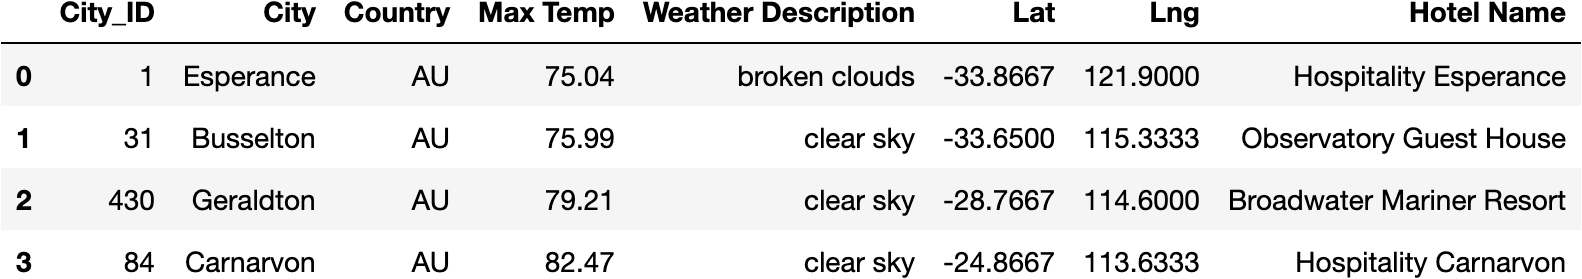 City_ID City Country Max Temp Weather Description Lat Lng Hotel Name
0 1 Esperance AU 75.04 broken clouds -33.8667 121.9000 Hospitality Esperance
1 31 Busselton AU 75.99 clear sky -33.6500 115.3333 Observatory Guest House
2 430 Geraldton AU 79.21 clear sky -28.7667 114.6000 Broadwater Mariner Resort
3 84 Carnarvon AU 82.47 clear sky -24.8667 113.6333 Hospitality Carnarvon